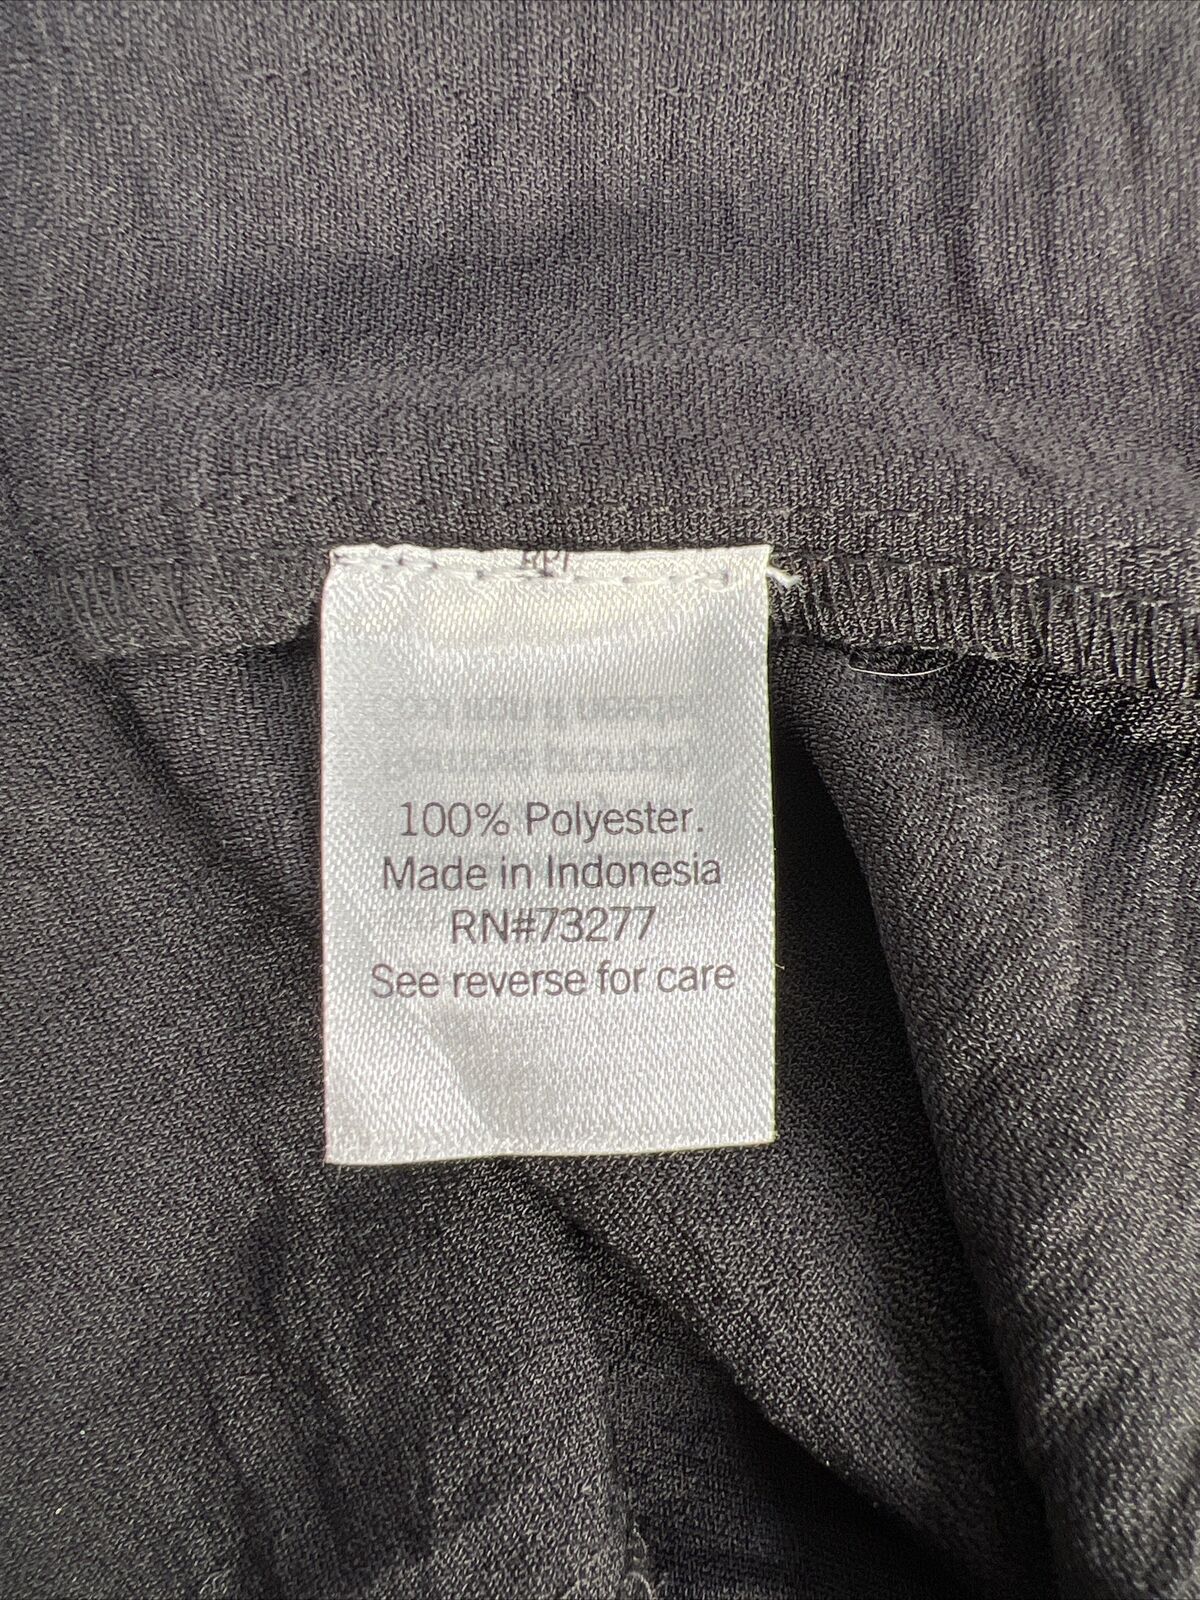 100% Polyester.
Made in Indonesia
RN#73277
See reverse for care